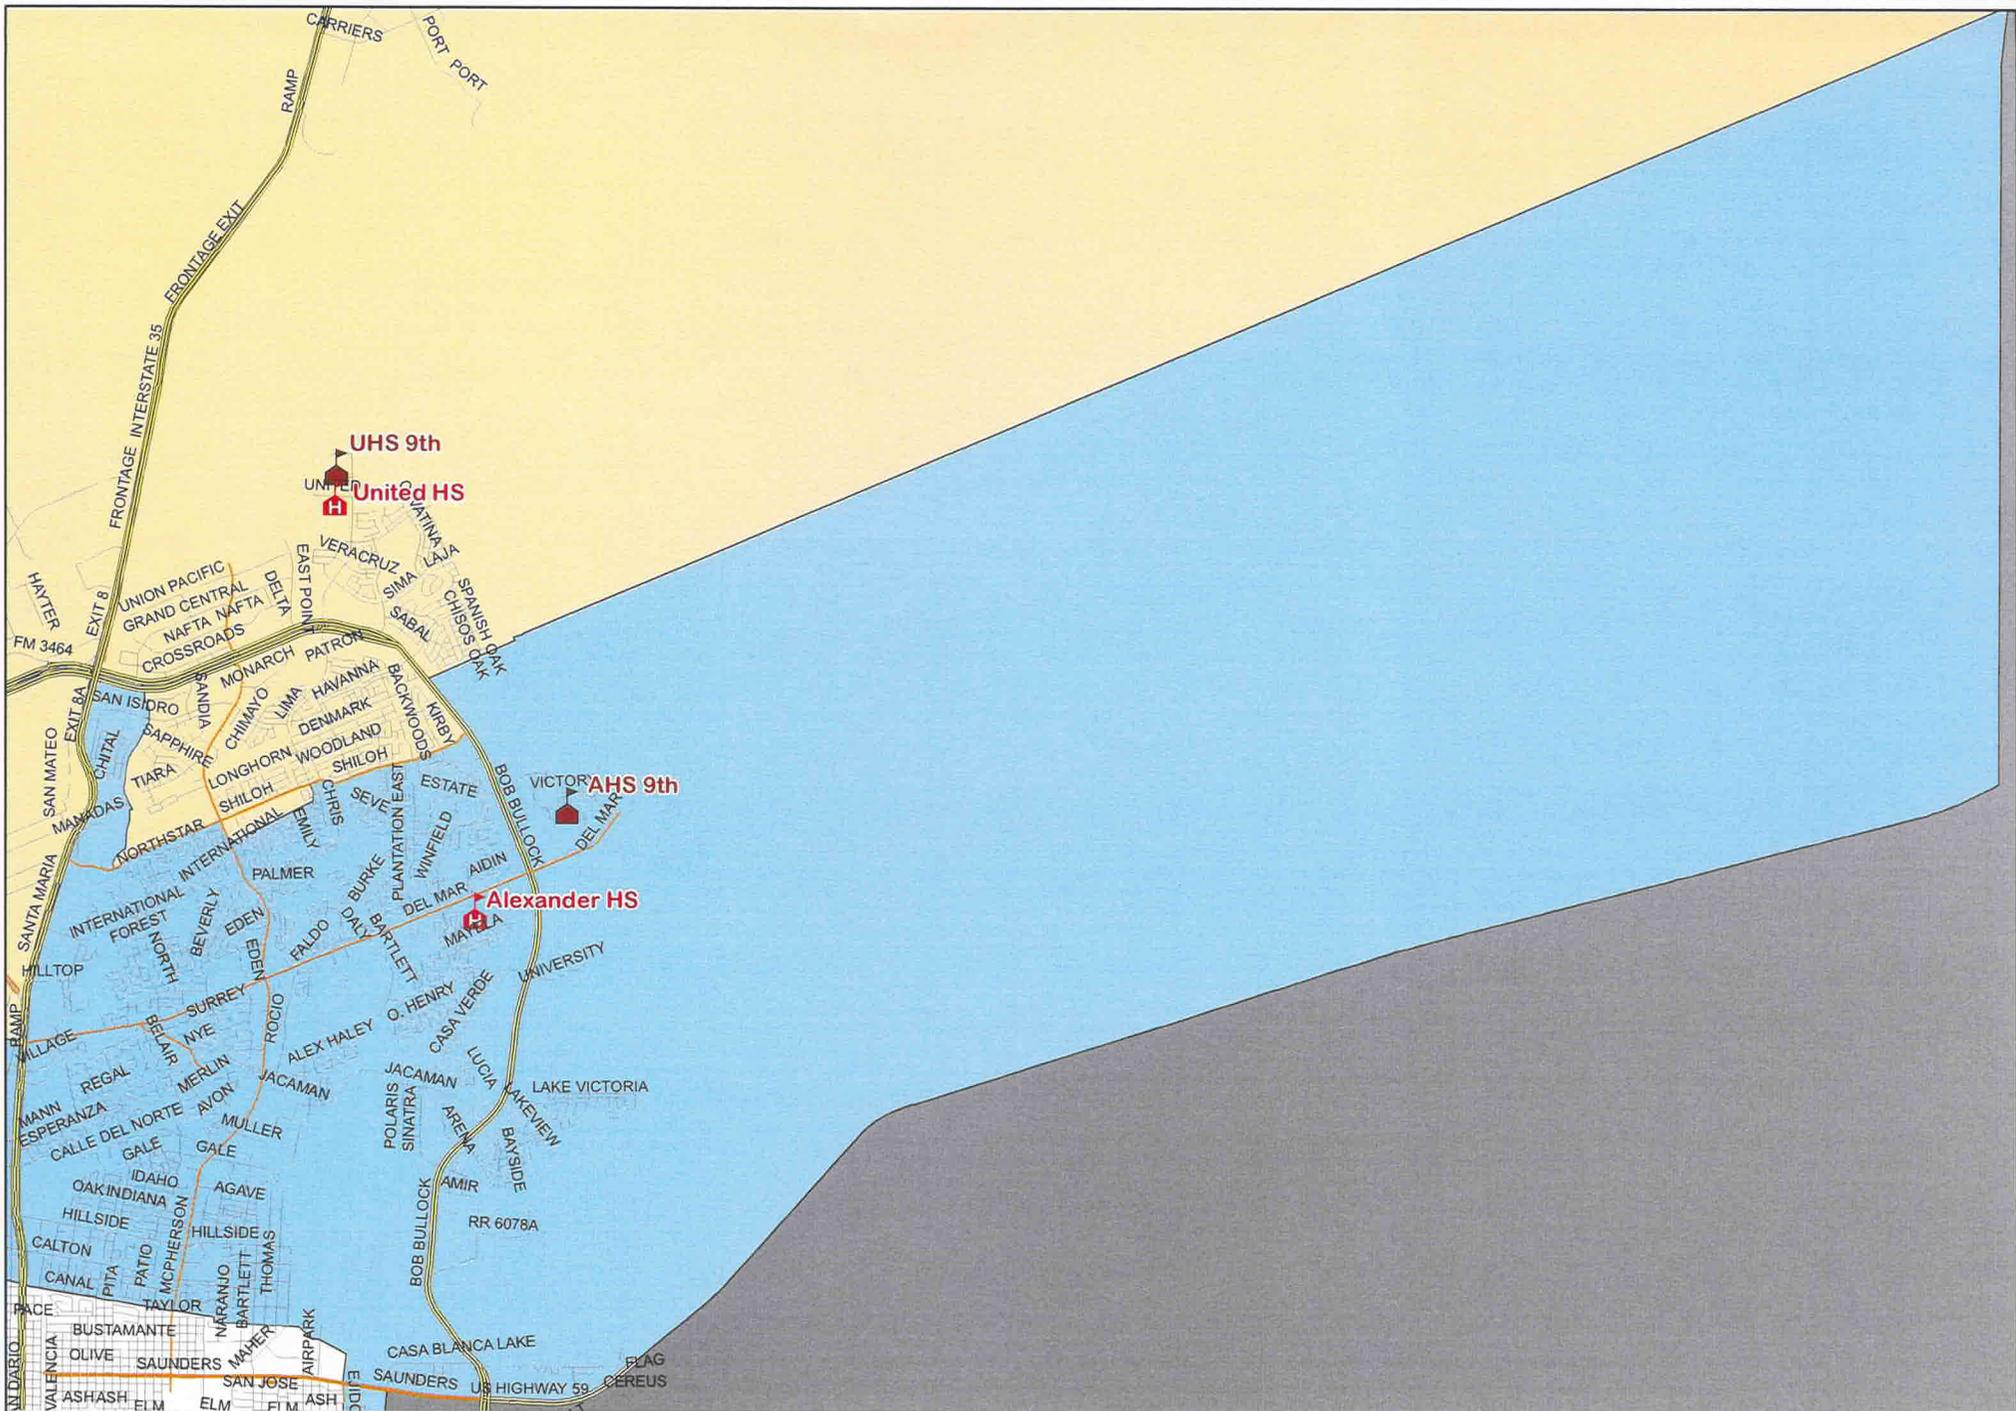 CARRIERS
PORT
PORT
RAMP
FRONTAGE EXIT
FRONTAGE
INTERSTATE 35
UHS 9th
UNITED
United HS
VERACRUZ
LAJA
SIMA
SABAL
SPANISH OAK
CHISOS OAK
EAST POINT
DELTA
UNION PACIFIC
GRAND CENTRAL
NAFTA
NAFTA
CROSSROADS
HAYTER
EXIT 8
FM 3464
MONARCH
PATRON
SAN ISIDRO
SANDIA
CHIMAYO
LIMA
HAVANNA
BACKWOODS
KIRBY
DENMARK
WOODLAND
SHILOH
LONGHORN
SHILOH
EXIT 8A
SAN MATEO
CHITAL
SAPPHIRE
TIARA
MANADAS
NORTHSTAR
INTERNATIONAL
EMILY
CHRIS
SEVE
PLANTATION EAST
ESTATE
BOB BULLOCK
VICTORY
AHS 9th
DEL MAR
WINFIELD
AIDIN
PALMER
BURKE
DEL MAR
Alexander HS
SANTA MARIA
INTERNATIONAL
FOREST
NORTH
BEVERLY
EDEN
EDEN
FALDO
DALY
BARTLETT
UNIVERSITY
HILLTOP
RAMP
VILLAGE
SURREY
BELAIR
NYE
ROCIO
ALEX HALEY
O. HENRY
CASA VERDE
REGAL
MERLIN
JACAMAN
JACAMAN
LUCIA
LAKEVIEW
LAKE VICTORIA
MANN
ESPERANZA
CALLE DEL NORTE
AVON
MULLER
POLARIS
SINATRA
ARENA
BAYSIDE
GALE
GALE
IDAHO
OAK
INDIANA
AGAVE
AMIR
BOB BULLOCK
RR 6078A
HILLSIDE
HILLSIDE
CALTON
PATIO
MCPHERSON
THOMAS
CANAL
PITA
NARANJO
BARTLETT
PACE
TAYLOR
BUSTAMANTE
MAHER
AIRPARK
CASA BLANCA LAKE
OLIVE
SAUNDERS
SAN JOSE
SAUNDERS
US HIGHWAY 59
FLAG
CEREUS
VALENCIA
ASH
ASH
ELM
ELM
ELM
ASH